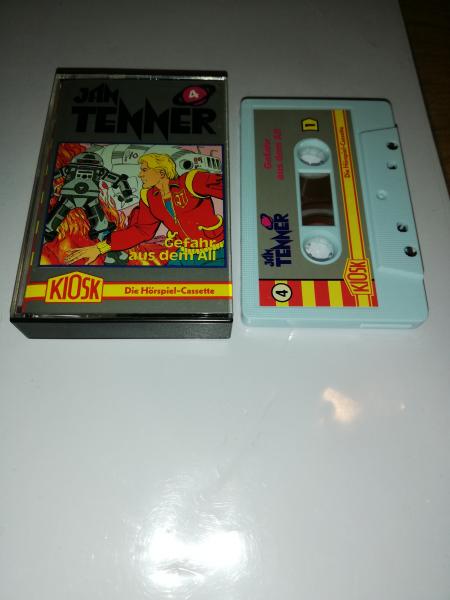 JAN
4
TENNER
Gefahr
aus dem All
KIOSK
Die Hörspiel-Cassette
4
JAN
TENNER
Gefahr
aus dem All
1
KIOSK
Die Hörspiel-Cassette